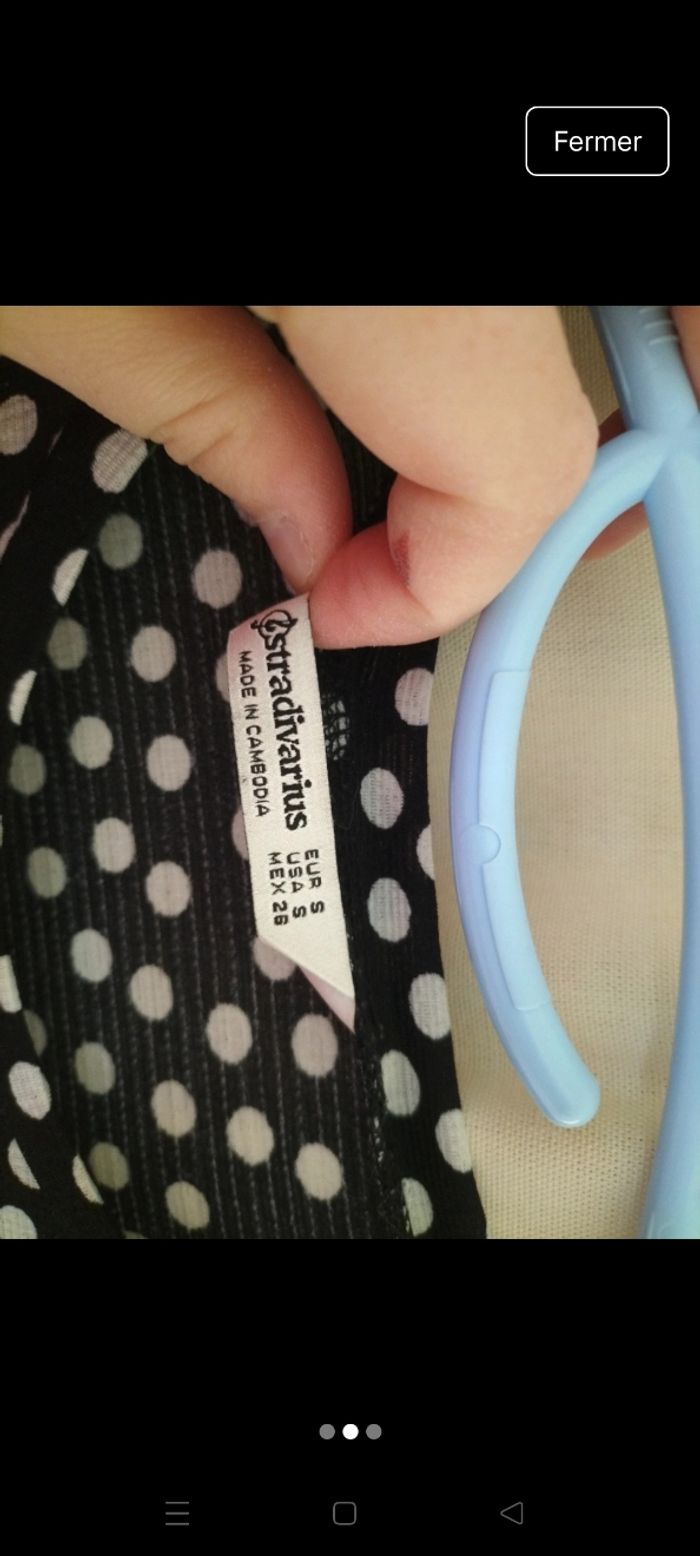 Fermer
stradivarius
MADE IN CAMBODIA
EUR S
USA S
MEX 26